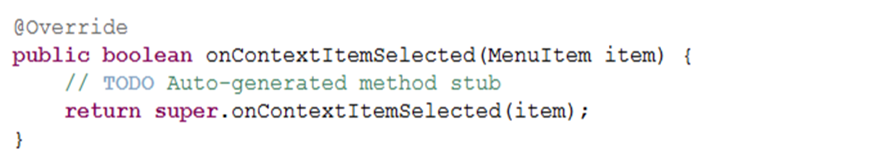 @Override
public boolean onContextItemSelected(MenuItem item) {
    // TODO Auto-generated method stub
    return super.onContextItemSelected(item);
}